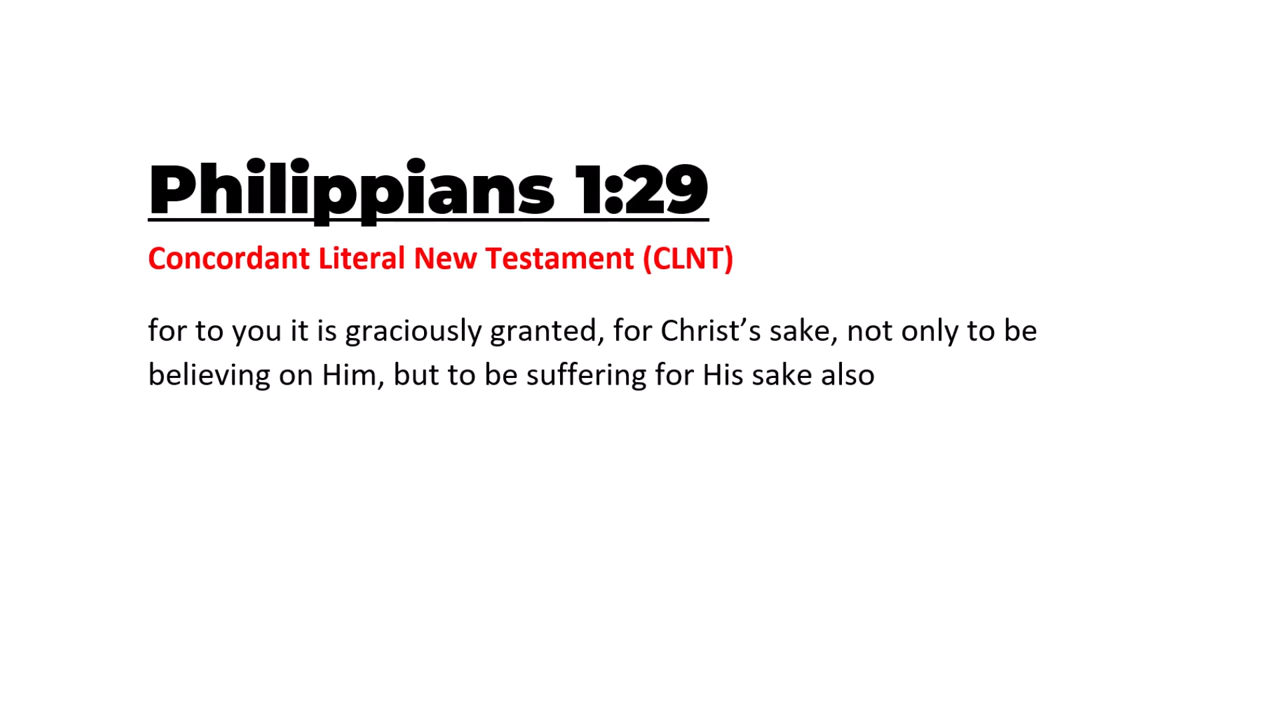 Philippians 1:29
Concordant Literal New Testament (CLNT)
for to you it is graciously granted, for Christ’s sake, not only to be
believing on Him, but to be suffering for His sake also